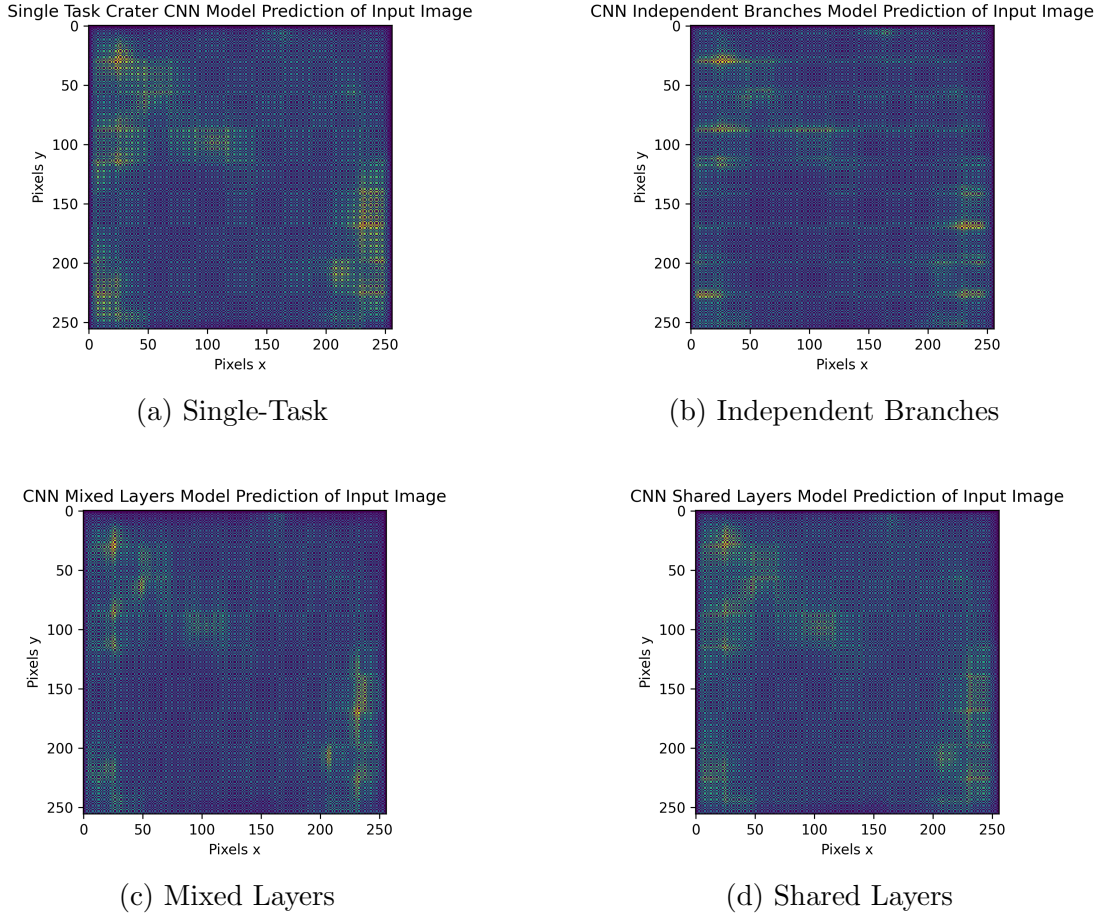 Single Task Crater CNN Model Prediction of Input Image
0
50
100
150
200
250
Pixels y
0 50 100 150 200 250
Pixels x
(a) Single-Task
CNN Independent Branches Model Prediction of Input Image
0
50
100
150
200
250
Pixels y
0 50 100 150 200 250
Pixels x
(b) Independent Branches
CNN Mixed Layers Model Prediction of Input Image
0
50
100
150
200
250
Pixels y
0 50 100 150 200 250
Pixels x
(c) Mixed Layers
CNN Shared Layers Model Prediction of Input Image
0
50
100
150
200
250
Pixels y
0 50 100 150 200 250
Pixels x
(d) Shared Layers